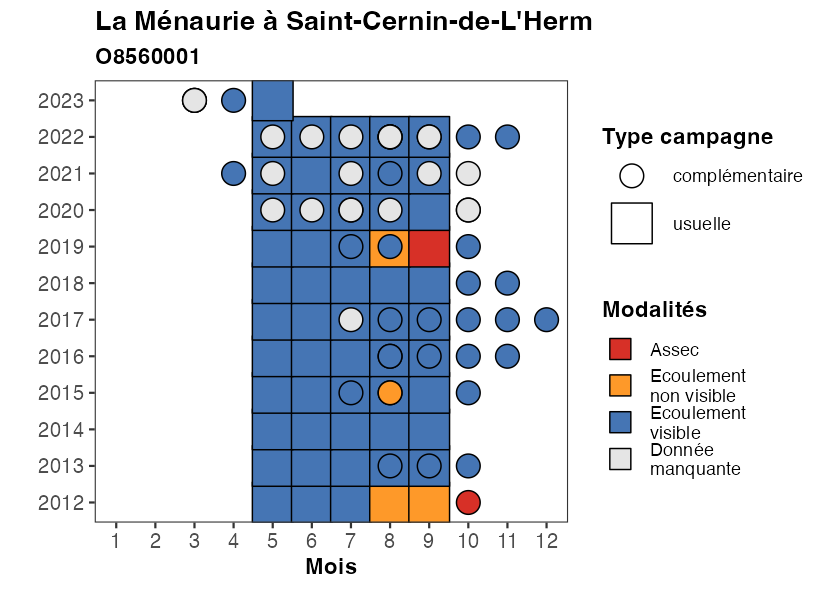 La Ménaurie à Saint-Cernin-de-L'Herm
O8560001
2023
2022
2021
2020
2019
2018
2017
2016
2015
2014
2013
2012
1 2 3 4 5 6 7 8 9 10 11 12
Mois
Type campagne
complémentaire
usuelle
Modalités
Assec
Ecoulement
non visible
Ecoulement
visible
Donnée
manquante